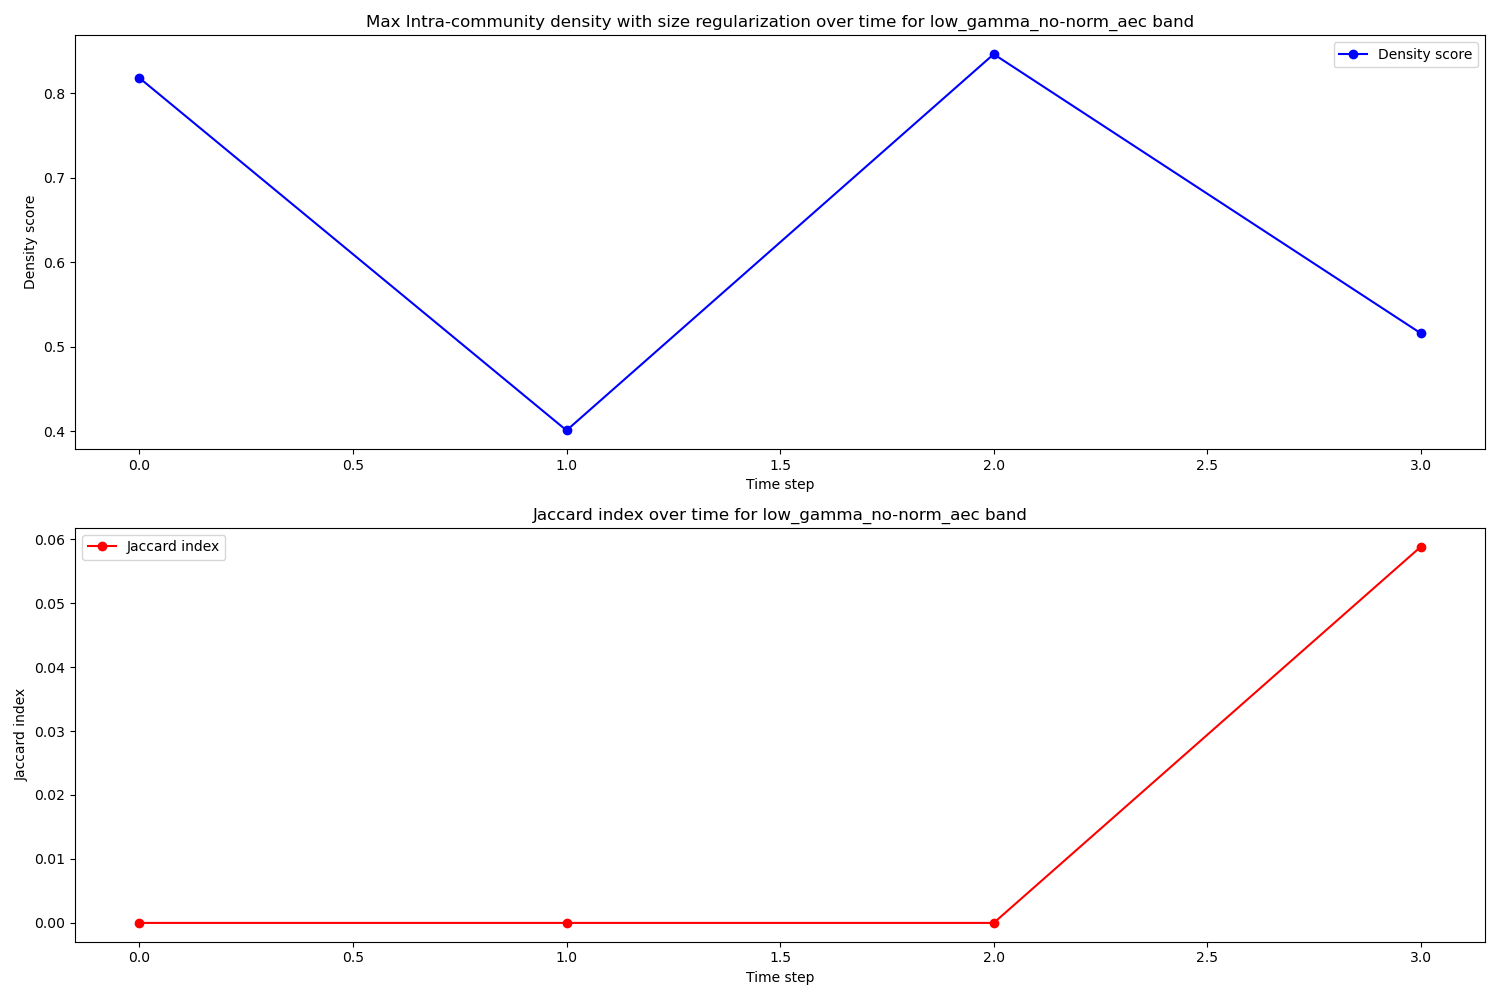 Max Intra-community density with size regularization over time for low_gamma_no-norm_aec band
Density score
0.8
0.7
0.6
0.5
0.4
Density score
0.0 0.5 1.0 1.5 2.0 2.5 3.0
Time step
Jaccard index over time for low_gamma_no-norm_aec band
Jaccard index
0.06
0.05
0.04
0.03
0.02
0.01
0.00
Jaccard index
0.0 0.5 1.0 1.5 2.0 2.5 3.0
Time step